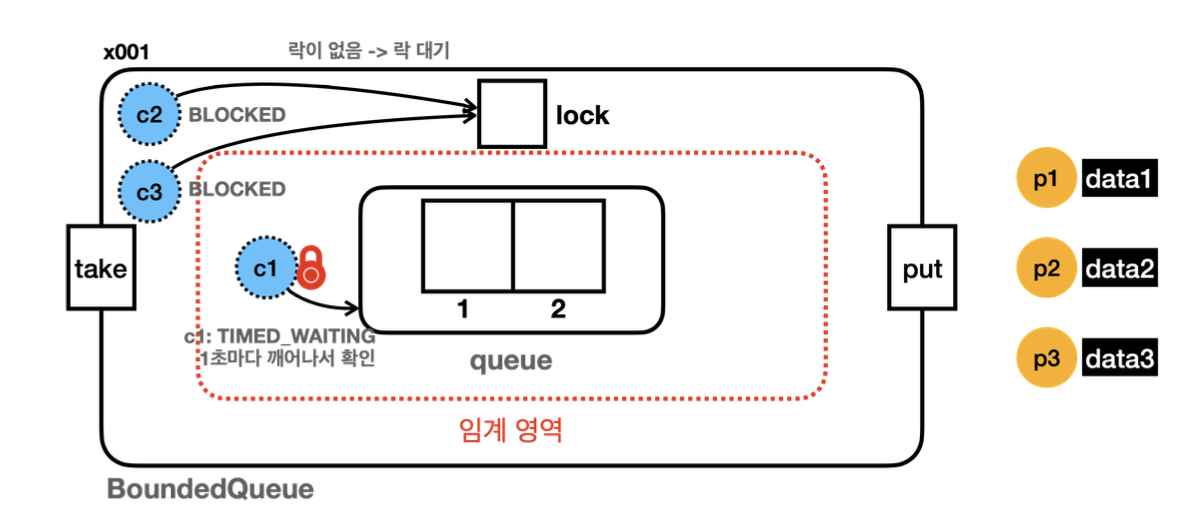 x001
락이 없음 -> 락 대기
c2
BLOCKED
lock
c3
BLOCKED
p1
data1
take
c1
put
p2
data2
1
2
c1: TIMED_WAITING
1초마다 깨어나서 확인
queue
p3
data3
임계 영역
BoundedQueue